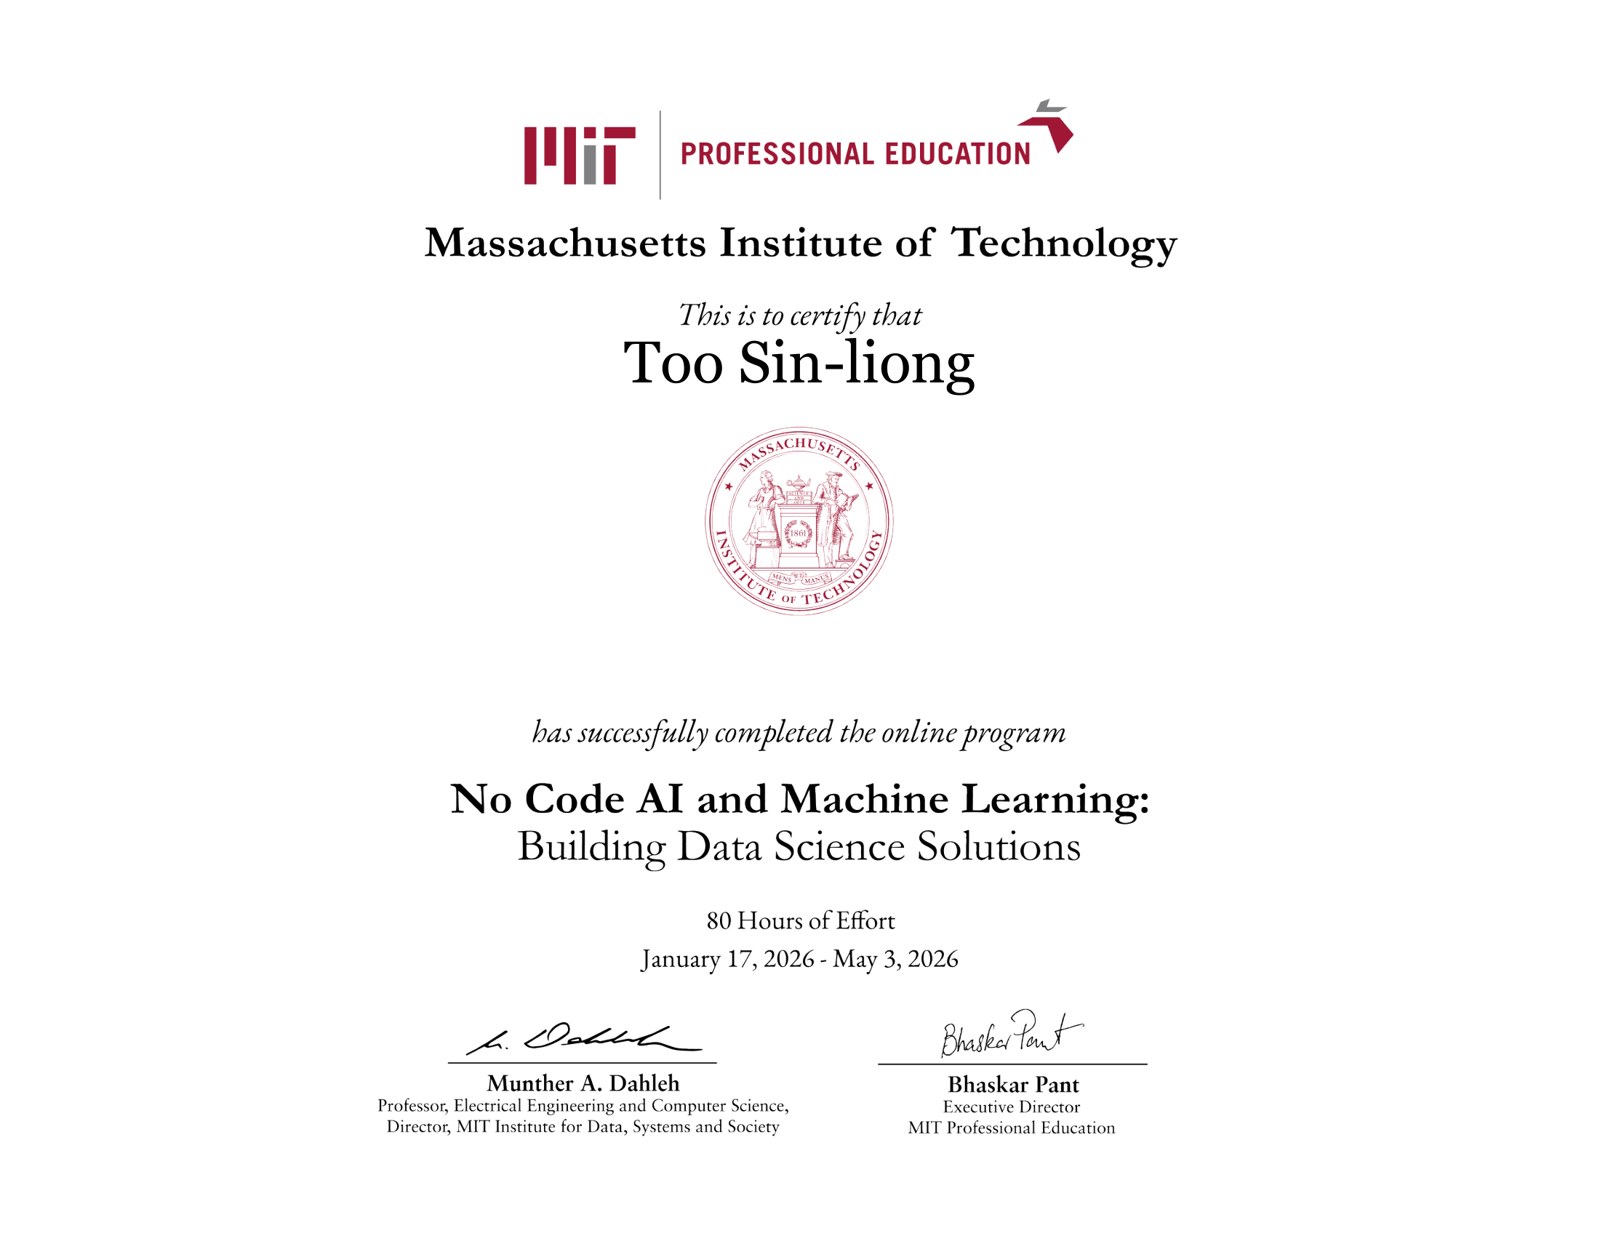 MIT PROFESSIONAL EDUCATION
Massachusetts Institute of Technology
This is to certify that
Too Sin-liong
MASSACHUSETTS
SCIENCE
AND
ARTS
1861
MENS MANUS
INSTITUTE OF TECHNOLOGY
has successfully completed the online program
No Code AI and Machine Learning:
Building Data Science Solutions
80 Hours of Effort
January 17, 2026 - May 3, 2026
Munther A. Dahleh
Professor, Electrical Engineering and Computer Science,
Director, MIT Institute for Data, Systems and Society
Bhaskar Pant
Bhaskar Pant
Executive Director
MIT Professional Education